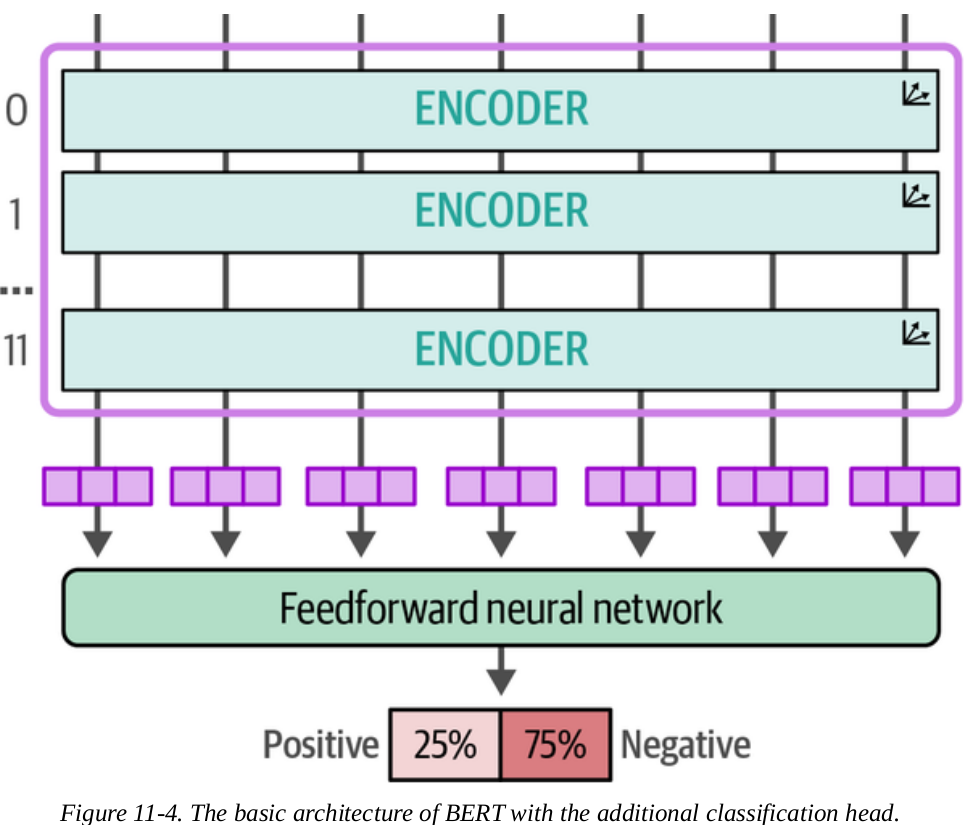 0
ENCODER
1
ENCODER
...
11
ENCODER
Feedforward neural network
Positive 25% 75% Negative
Figure 11-4. The basic architecture of BERT with the additional classification head.